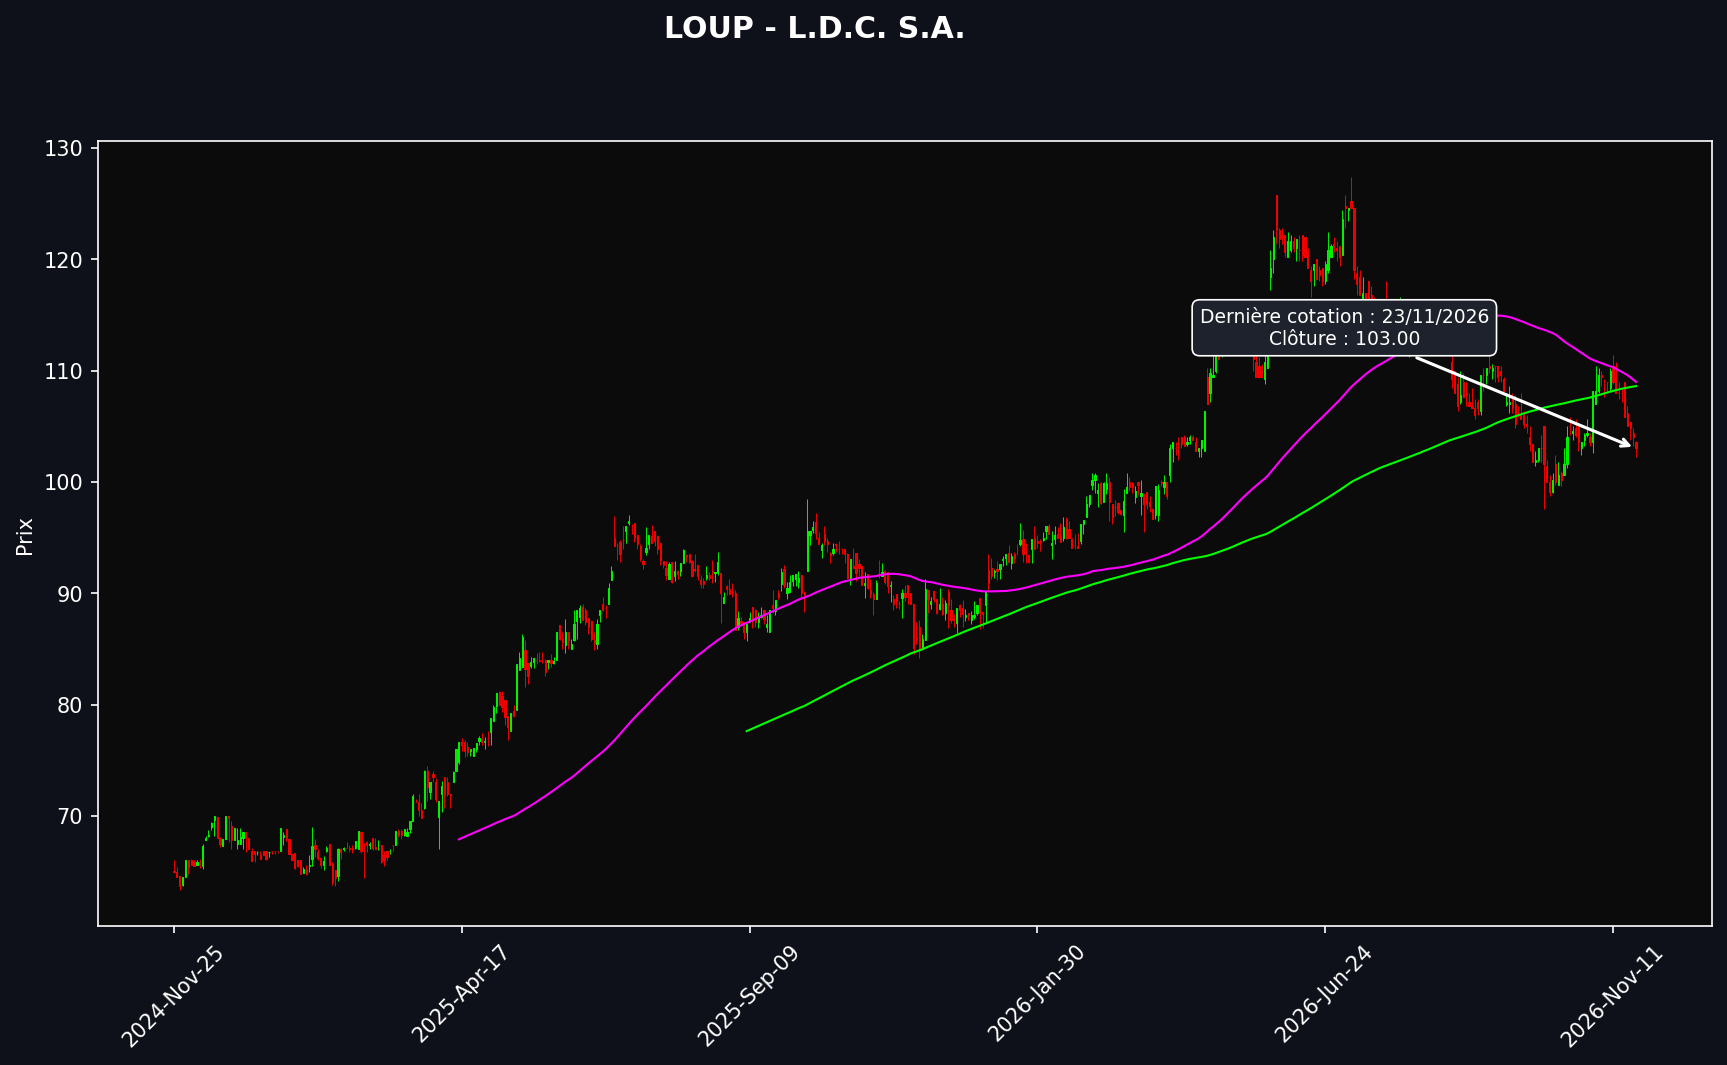 LOUP - L.D.C. S.A.
130
120
110
100
90
80
70
Prix
Dernière cotation : 23/11/2026
Clôture : 103.00
2024-Nov-25
2025-Apr-17
2025-Sep-09
2026-Jan-30
2026-Jun-24
2026-Nov-11